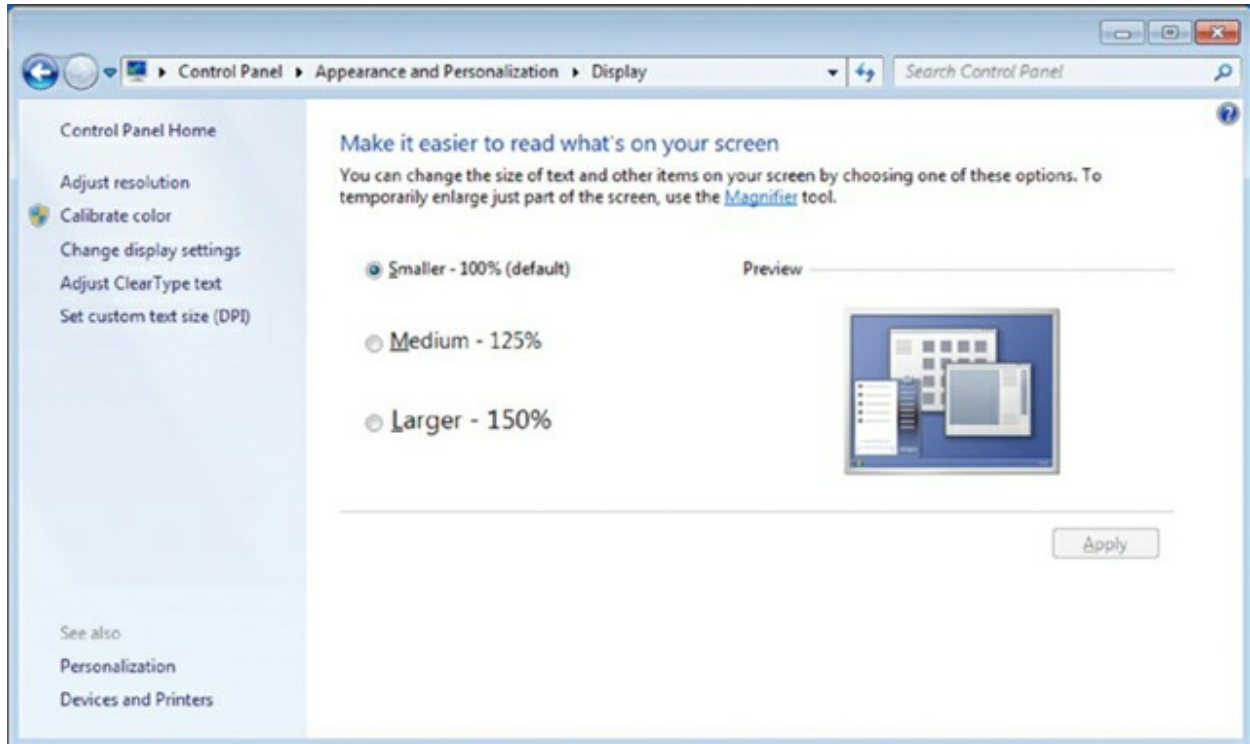 Control Panel ▸ Appearance and Personalization ▸ Display
Search Control Panel
Control Panel Home
Adjust resolution
Calibrate color
Change display settings
Adjust ClearType text
Set custom text size (DPI)
See also
Personalization
Devices and Printers
Make it easier to read what's on your screen
You can change the size of text and other items on your screen by choosing one of these options. To
temporarily enlarge just part of the screen, use the Magnifier tool.
Smaller - 100% (default)
Preview
Medium - 125%
Larger - 150%
Apply